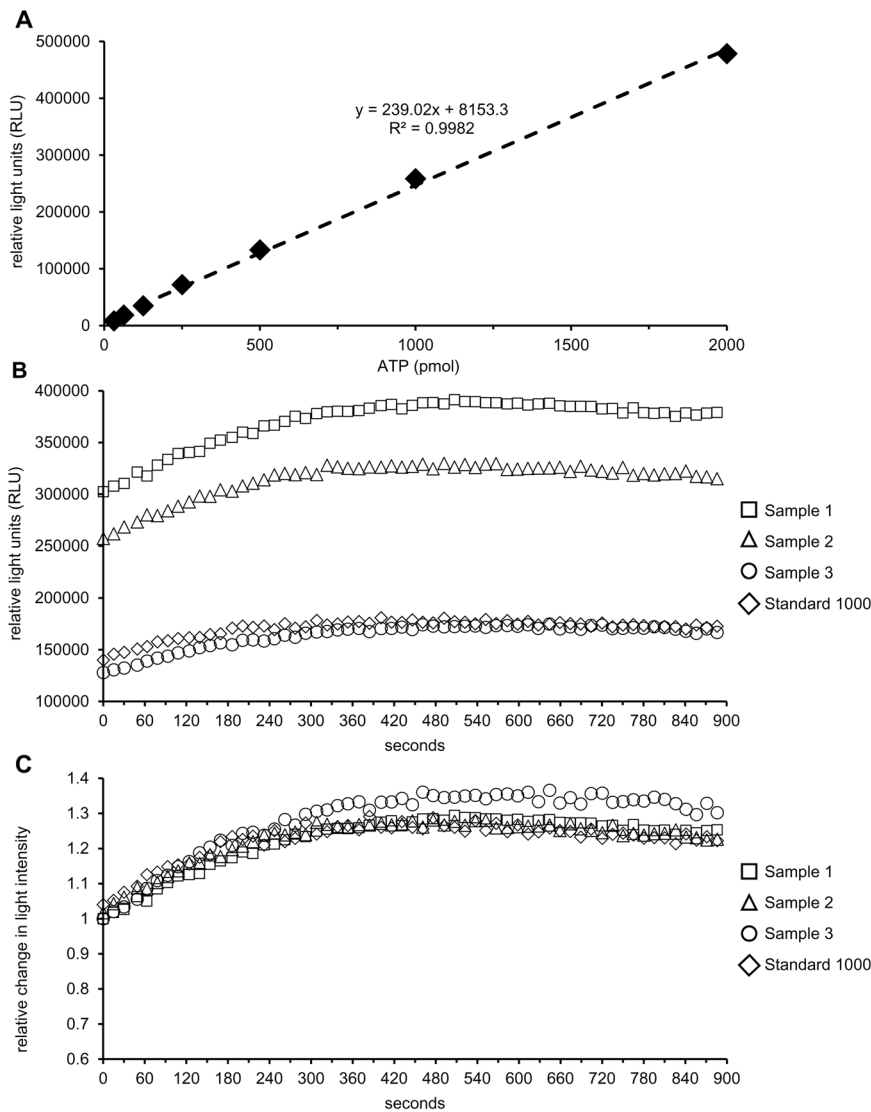 A
500000
400000
300000
200000
100000
0
relative light units (RLU)
y = 239.02x + 8153.3
R² = 0.9982
0 500 1000 1500 2000
ATP (pmol)
B
400000
350000
300000
250000
200000
150000
100000
relative light units (RLU)
Sample 1
Sample 2
Sample 3
Standard 1000
0 60 120 180 240 300 360 420 480 540 600 660 720 780 840 900
seconds
C
1.4
1.3
1.2
1.1
1
0.9
0.8
0.7
0.6
relative change in light intensity
Sample 1
Sample 2
Sample 3
Standard 1000
0 60 120 180 240 300 360 420 480 540 600 660 720 780 840 900
seconds